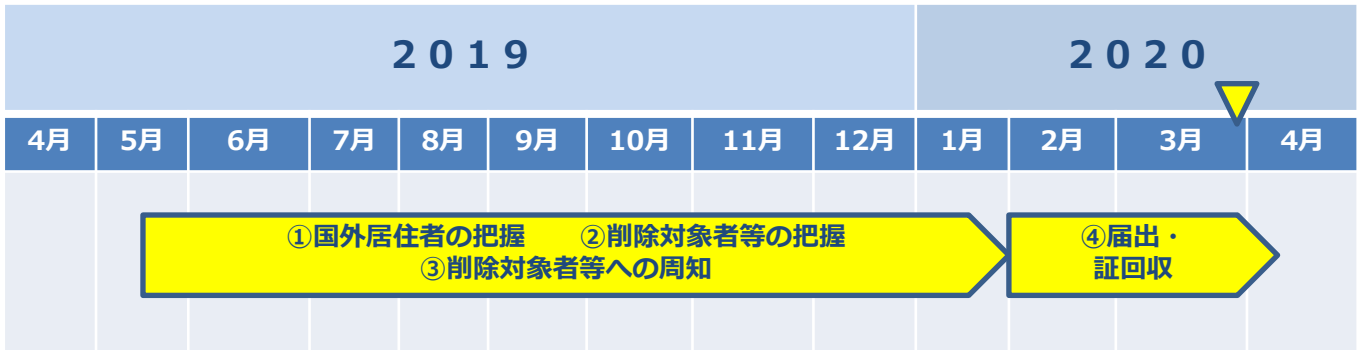 ２０１９
２０２０
4月 5月 6月 7月 8月 9月 10月 11月 12月 1月 2月 3月 4月
①国外居住者の把握　　②削除対象者等の把握
③削除対象者等への周知
④届出・
証回収